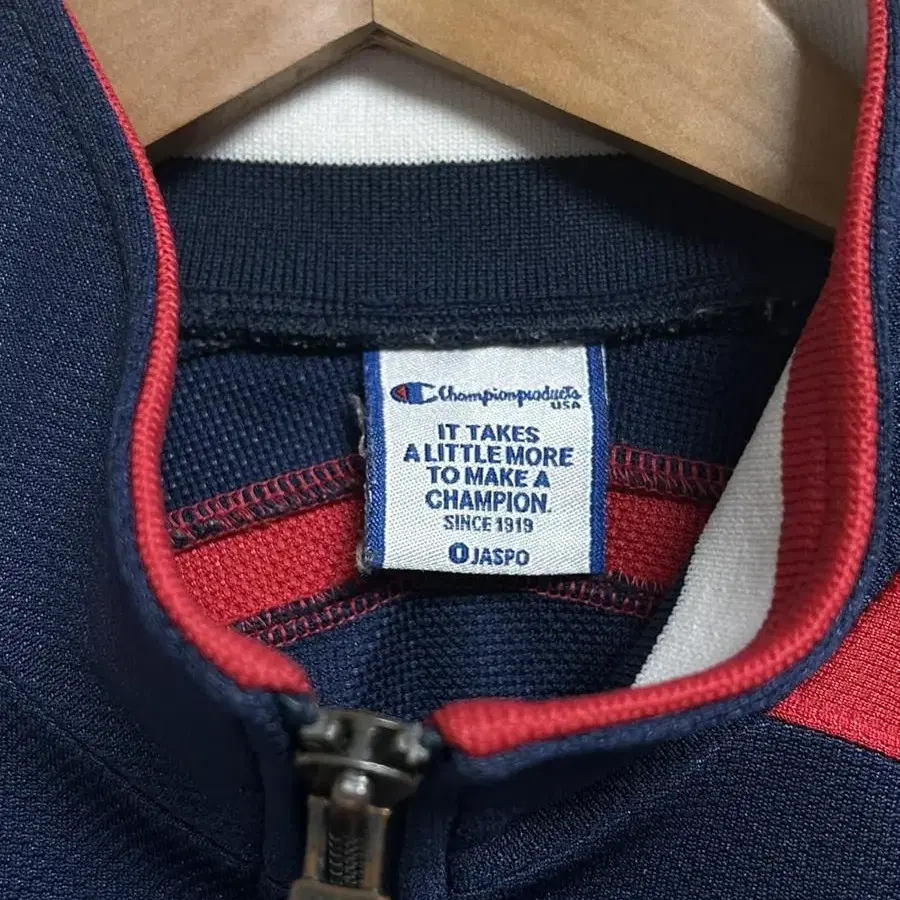 Championproducts
USA
IT TAKES
A LITTLE MORE
TO MAKE A
CHAMPION.
SINCE 1919
O JASPO